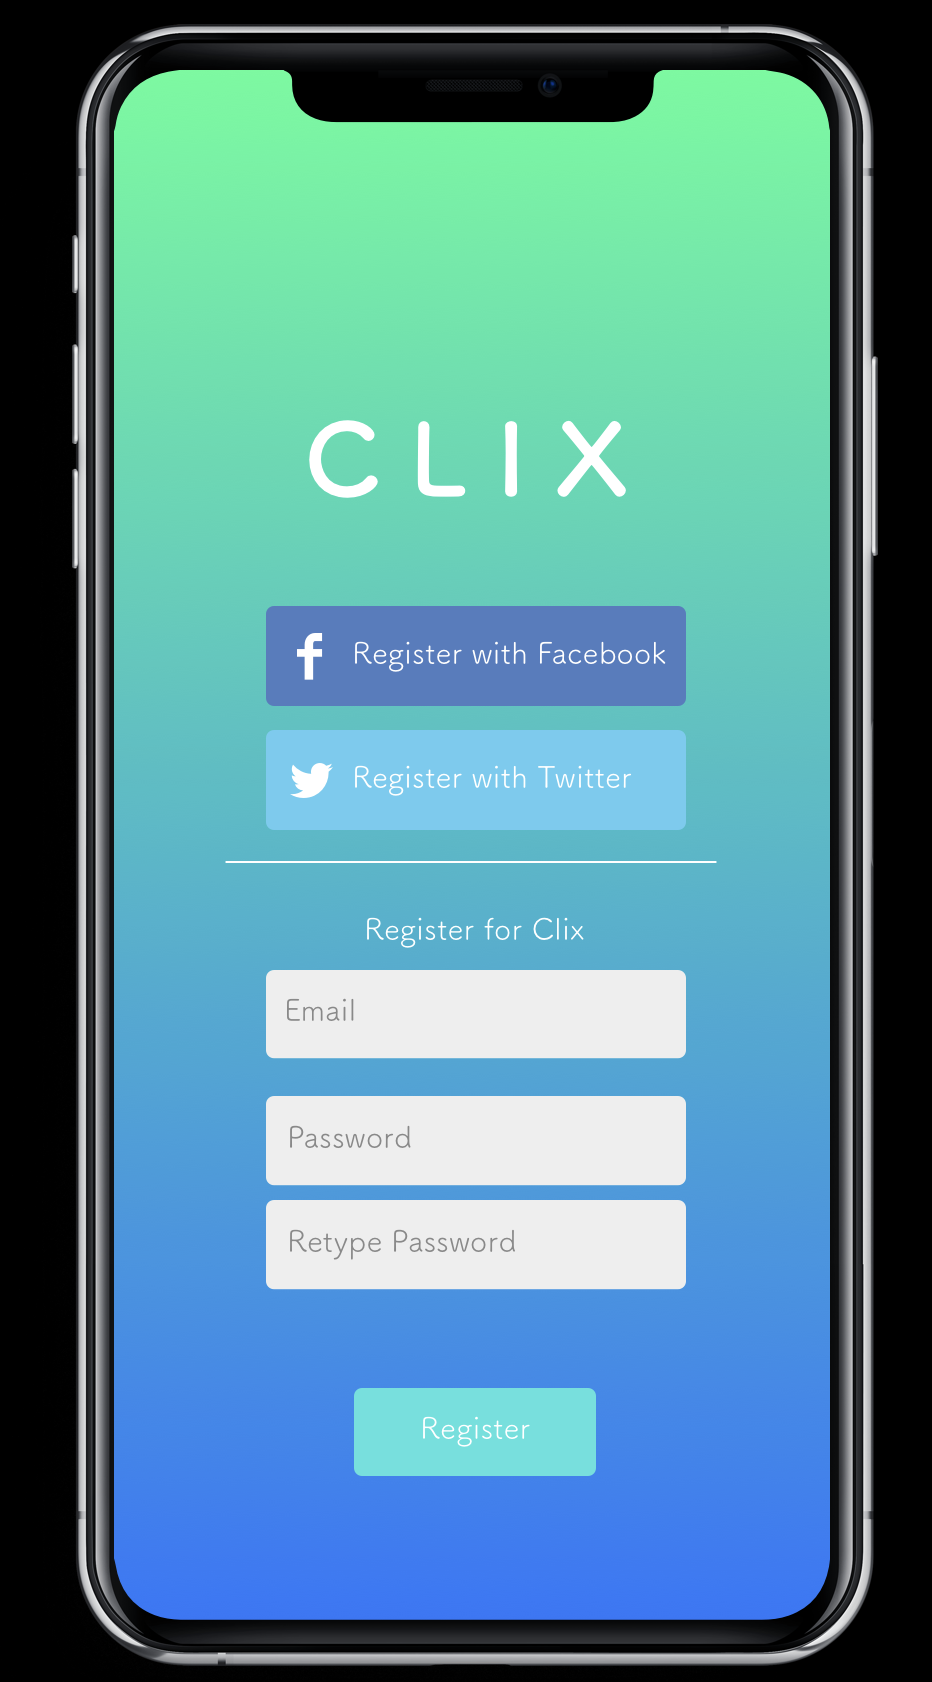 CLIX
Register with Facebook
Register with Twitter
Register for Clix
Email
Password
Retype Password
Register